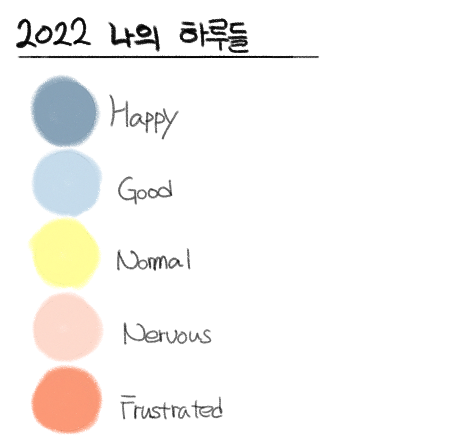 2022 나의 하루들
Happy
Good
Normal
Nervous
Frustrated